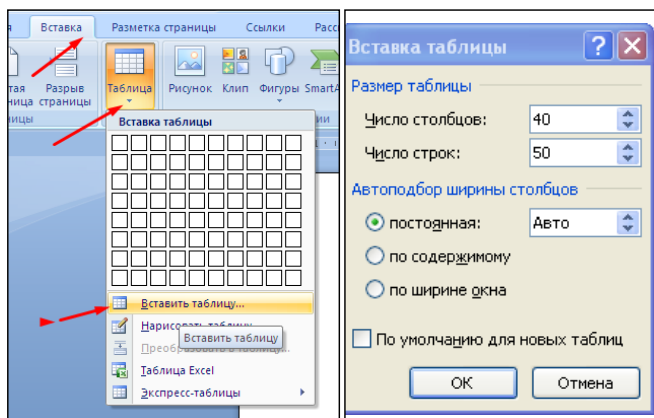 Вставка Разметка страницы Ссылки
Разрыв страницы
Таблица
Рисунок
Клип
Фигуры
Вставка таблицы
Вставить таблицу...
Нарисовать таблицу...
Вставить таблицу
Таблица Excel
Экспресс-таблицы
Вставка таблицы
Размер таблицы
Число столбцов: 40
Число строк: 50
Автоподбор ширины столбцов
постоянная: Авто
по содержимому
по ширине окна
По умолчанию для новых таблиц
ОК Отмена